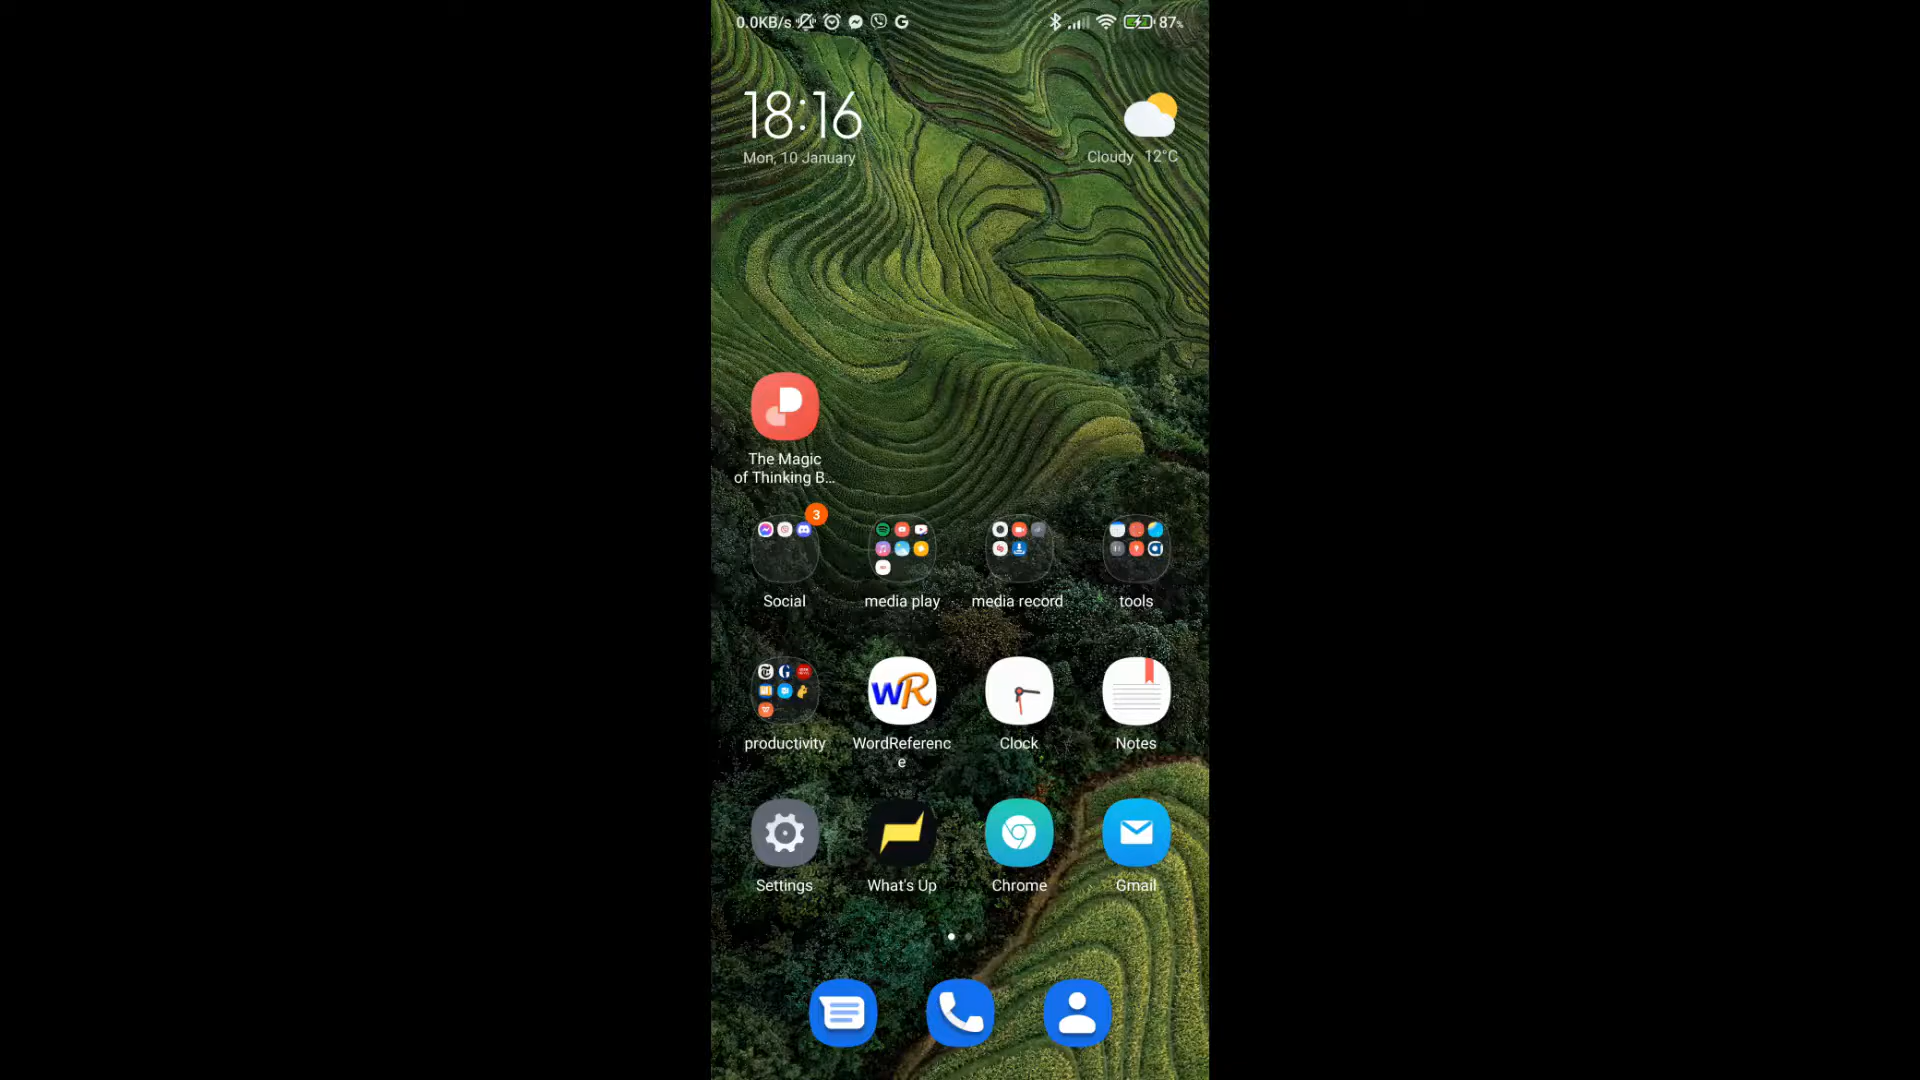 0.0KB/s 87%
18:16
Mon, 10 January
Cloudy 12°C
The Magic
of Thinking B...
3
Social media play media record tools
productivity WordReferenc
e
Clock Notes
Settings What's Up Chrome Gmail